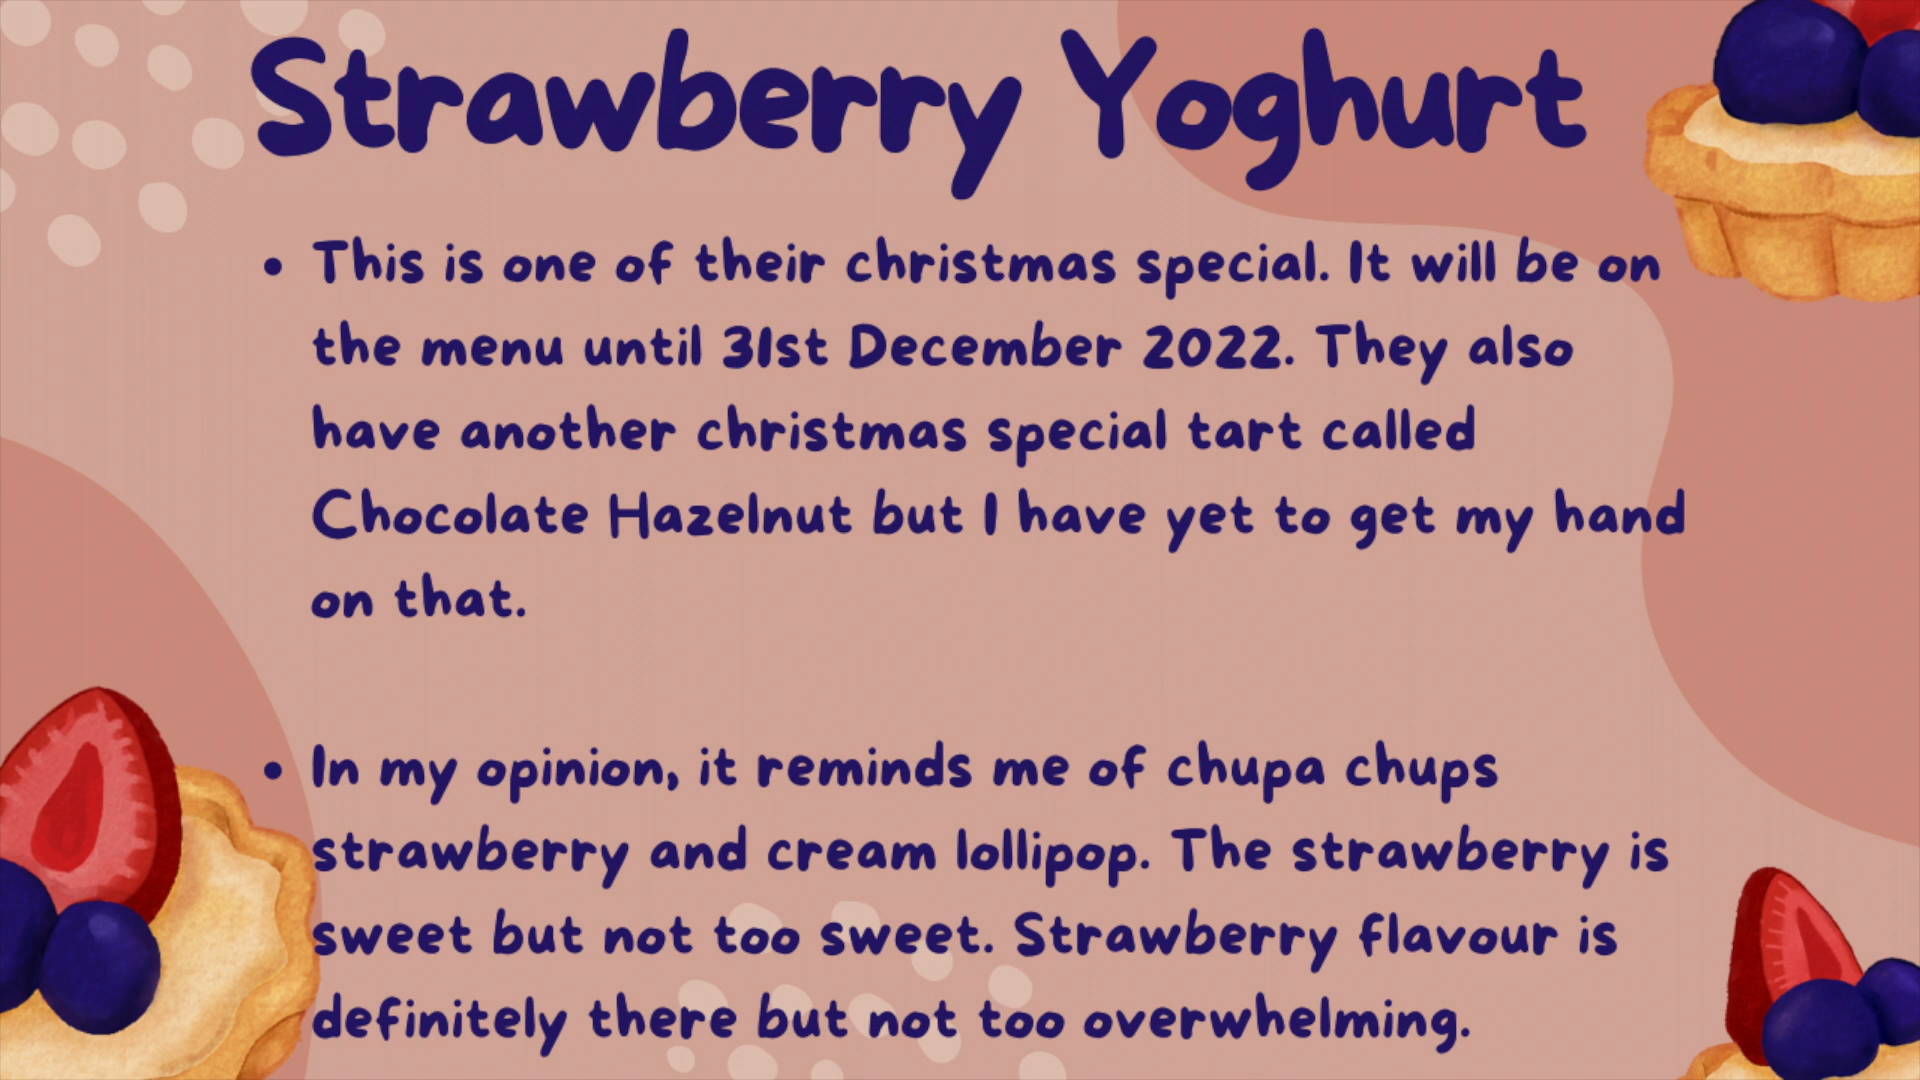 Strawberry Yoghurt
• This is one of their christmas special. It will be on
the menu until 31st December 2022. They also
have another christmas special tart called
Chocolate Hazelnut but I have yet to get my hand
on that.
• In my opinion, it reminds me of chupa chups
strawberry and cream lollipop. The strawberry is
sweet but not too sweet. Strawberry flavour is
definitely there but not too overwhelming.